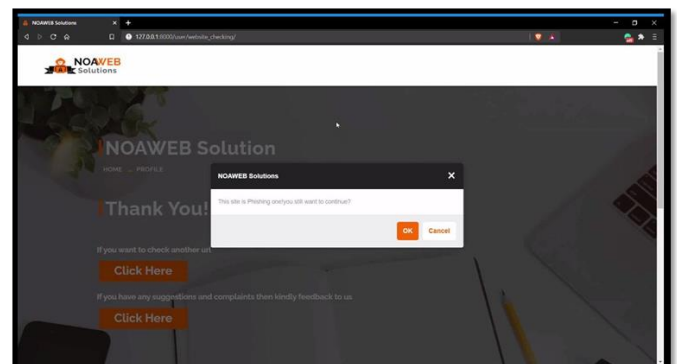 NOAWEB Solutions
127.0.0.1:8000/user/website_checking/
NOAWEB
Solutions
NOAWEB Solution
HOME ... PROFILE
NOAWEB Solutions
This site is Phishing one!you still want to continue?
OK Cancel
Thank You!
If you want to check another url
Click Here
If you have any suggestions and complaints then kindly feedback to us
Click Here